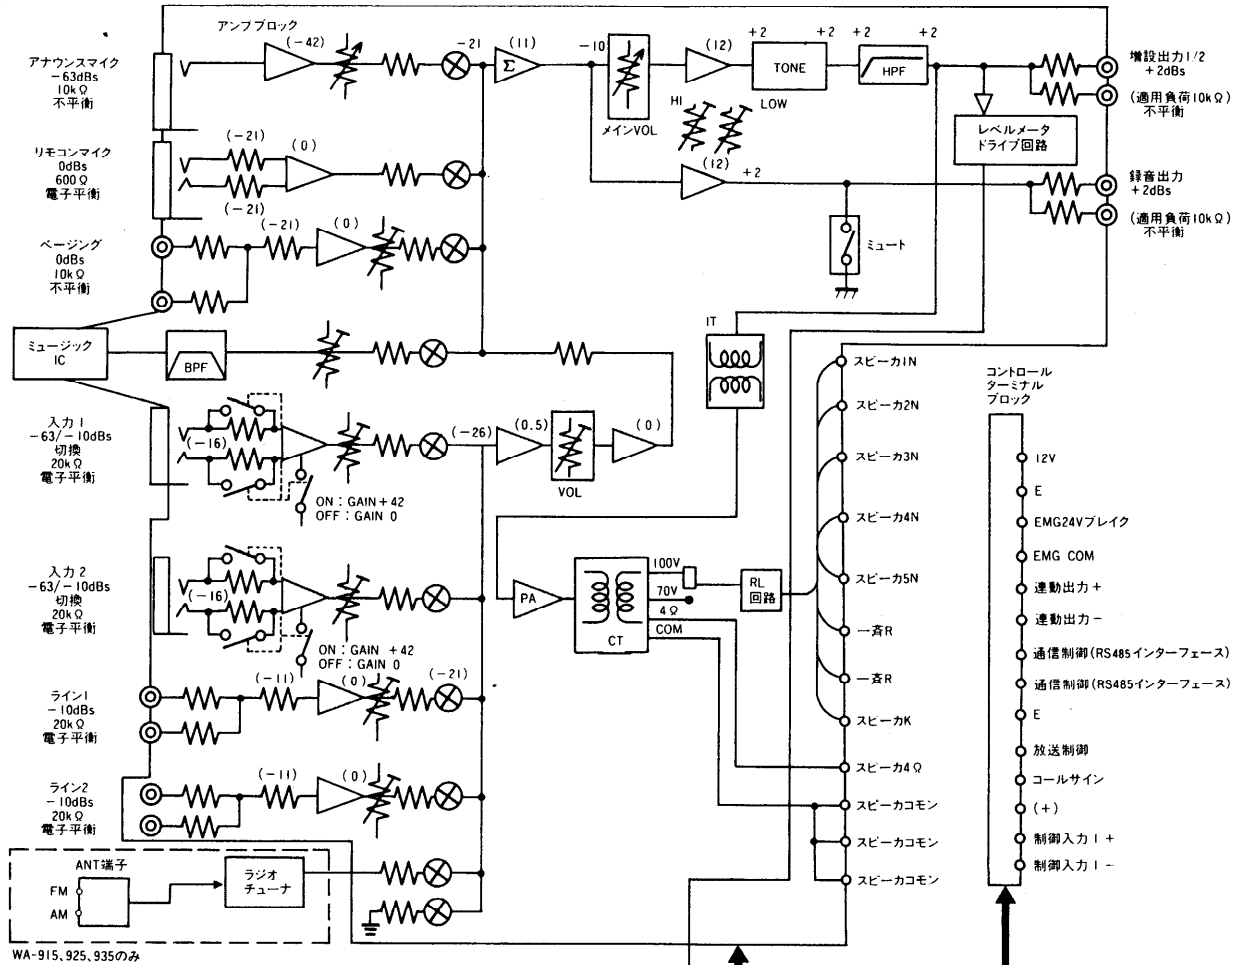 アンプブロック
アナウンスマイク
-63dBs
10kΩ
不平衡
(-42)
-21
(11)
-10
メインVOL
(12)
+2
TONE
LOW
+2
+2
HPF
+2
増設出力1/2
+2dBs
(適用負荷10kΩ)
不平衡
HI
レベルメータ
ドライブ回路
リモコンマイク
0dBs
600Ω
電子平衡
(-21)
(-21)
(0)
(12)
+2
録音出力
+2dBs
(適用負荷10kΩ)
不平衡
ミュート
ページング
0dBs
10kΩ
不平衡
(-21)
(0)
ミュージック
IC
BPF
IT
入力1
-63/-10dBs
切換
20kΩ
電子平衡
(-16)
ON:GAIN+42
OFF:GAIN 0
(-26)
(0.5)
VOL
(0)
入力2
-63/-10dBs
切換
20kΩ
電子平衡
(-16)
ON:GAIN +42
OFF:GAIN 0
PA
CT
100V
70V
4Ω
COM
RL
回路
ライン1
-10dBs
20kΩ
電子平衡
(-11)
(0)
(-21)
ライン2
-10dBs
20kΩ
電子平衡
(-11)
(0)
ANT端子
FM
AM
ラジオ
チューナ
WA-915,925,935のみ
スピーカ1N
スピーカ2N
スピーカ3N
スピーカ4N
スピーカ5N
一斉R
一斉R
スピーカK
スピーカ4Ω
スピーカコモン
スピーカコモン
スピーカコモン
コントロール
ターミナル
ブロック
12V
E
EMG24Vブレイク
EMG COM
連動出力+
連動出力-
通信制御(RS485インターフェース)
通信制御(RS485インターフェース)
E
放送制御
コールサイン
(+)
制御入力1+
制御入力1-
Σ